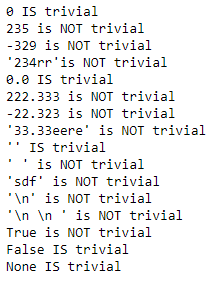 0 IS trivial
235 is NOT trivial
-329 is NOT trivial
'234rr'is NOT trivial
0.0 IS trivial
222.333 is NOT trivial
-22.323 is NOT trivial
'33.33eere' is NOT trivial
'' IS trivial
' ' is NOT trivial
'sdf' is NOT trivial
'\n' is NOT trivial
'\n \n ' is NOT trivial
True is NOT trivial
False IS trivial
None IS trivial